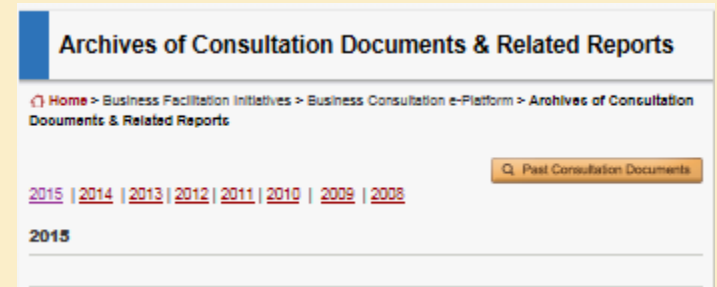 Archives of Consultation Documents & Related Reports
Home > Business Facilitation Initiatives > Business Consultation e-Platform > Archives of Consultation
Documents & Related Reports
Past Consultation Documents
2015 | 2014 | 2013 | 2012 | 2011 | 2010 | 2009 | 2008
2015